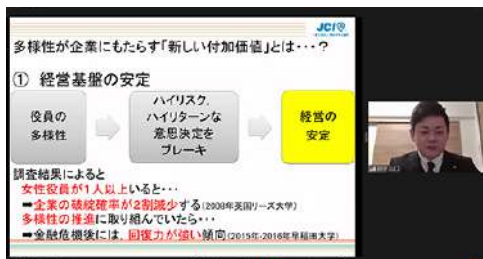 JCI
多様性が企業にもたらす「新しい付加価値」とは・・・？
① 経営基盤の安定
役員の
多様性
ハイリスク、
ハイリターンな
意思決定を
ブレーキ
経営の
安定
調査結果によると
女性役員が１人以上いると・・・
➡企業の破綻確率が２割減少する(2008年英国リーズ大学)
多様性の推進に取り組んでいたら・・・
➡金融危機後には、回復力が強い傾向(2015年-2016年早稲田大学)